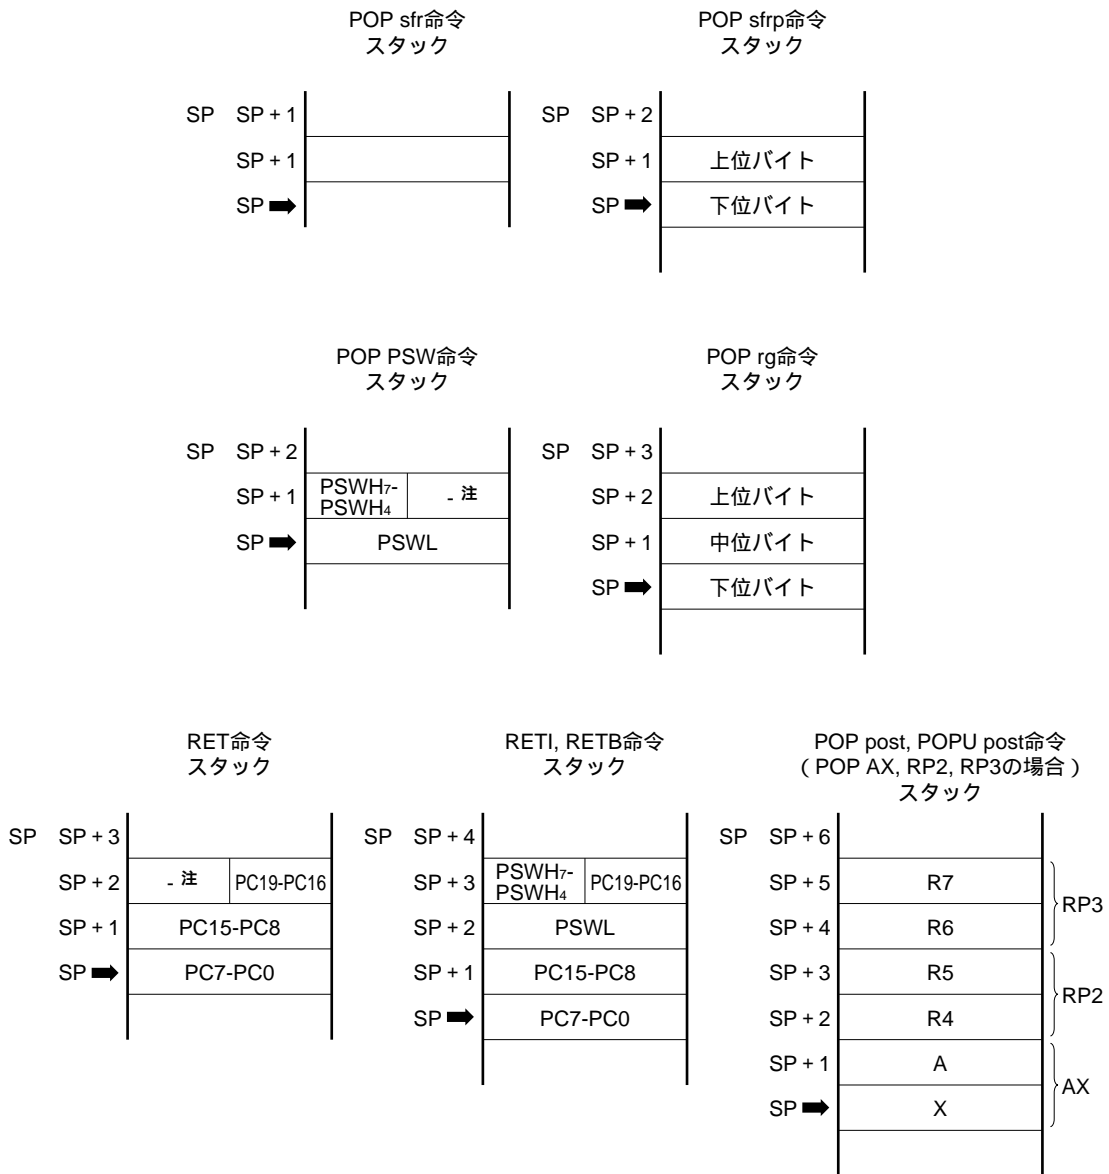 POP sfr命令
スタック
SP SP + 1
SP + 1
SP
POP sfrp命令
スタック
SP SP + 2
SP + 1 上位バイト
SP 下位バイト
POP PSW命令
スタック
SP SP + 2
SP + 1 PSWH7-
PSWH4 - 注
SP PSWL
POP rg命令
スタック
SP SP + 3
SP + 2 上位バイト
SP + 1 中位バイト
SP 下位バイト
RET命令
スタック
SP SP + 3
SP + 2 - 注 PC19-PC16
SP + 1 PC15-PC8
SP PC7-PC0
RETI, RETB命令
スタック
SP SP + 4
SP + 3 PSWH7-
PSWH4 PC19-PC16
SP + 2 PSWL
SP + 1 PC15-PC8
SP PC7-PC0
POP post, POPU post命令
( POP AX, RP2, RP3の場合 )
スタック
SP SP + 6
SP + 5 R7
RP3
SP + 4 R6
SP + 3 R5
RP2
SP + 2 R4
SP + 1 A
AX
SP X